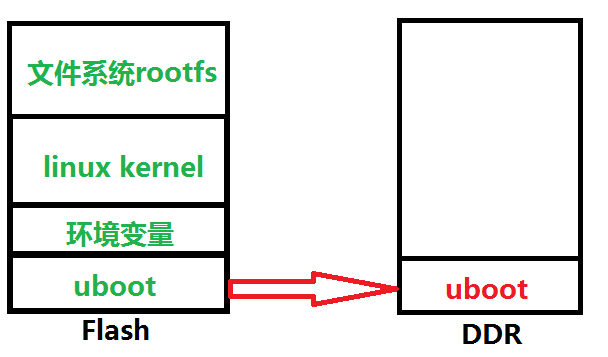 文件系统rootfs
linux kernel
环境变量
uboot
Flash
uboot
DDR